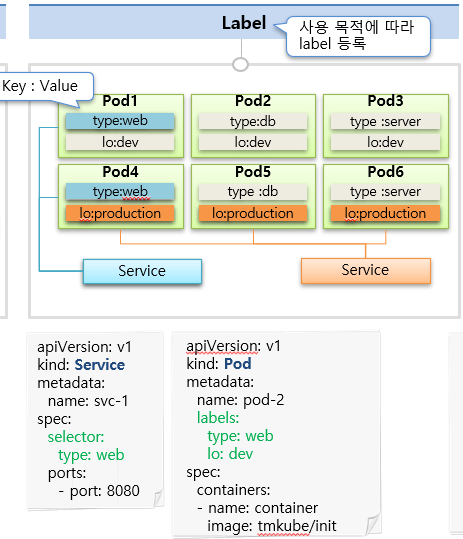 Label
사용 목적에 따라
label 등록
Key : Value
Pod1
type:web
lo:dev
Pod2
type:db
lo:dev
Pod3
type :server
lo:dev
Pod4
type:web
lo:production
Pod5
type :db
lo:production
Pod6
type :server
lo:production
Service
Service
apiVersion: v1
kind: Service
metadata:
  name: svc-1
spec:
  selector:
    type: web
  ports:
    - port: 8080
apiVersion: v1
kind: Pod
metadata:
  name: pod-2
  labels:
    type: web
    lo: dev
spec:
  containers:
  - name: container
    image: tmkube/init